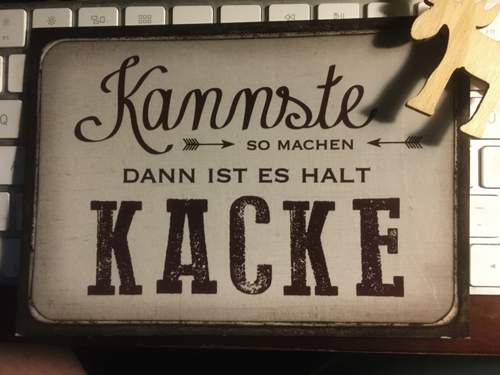 Kannste
SO MACHEN
DANN IST ES HALT
KACKE